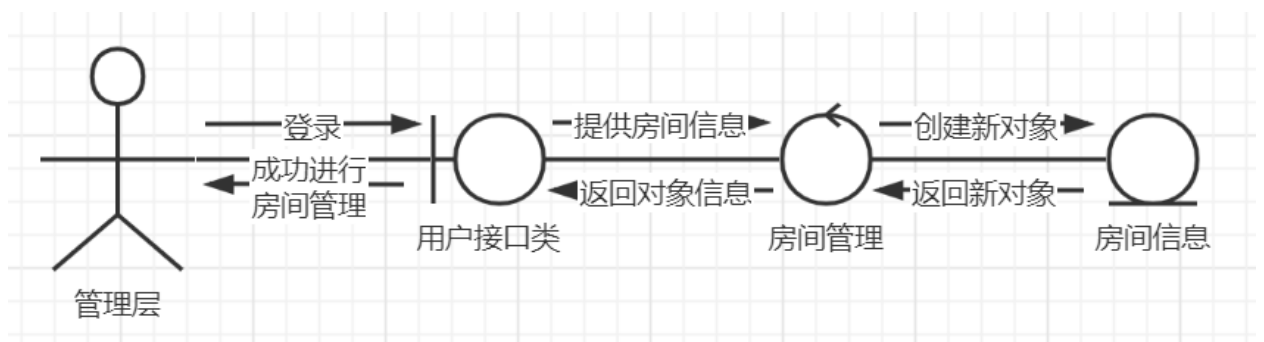 登录
提供房间信息
创建新对象
成功进行
房间管理
返回对象信息
返回新对象
用户接口类
房间管理
房间信息
管理层